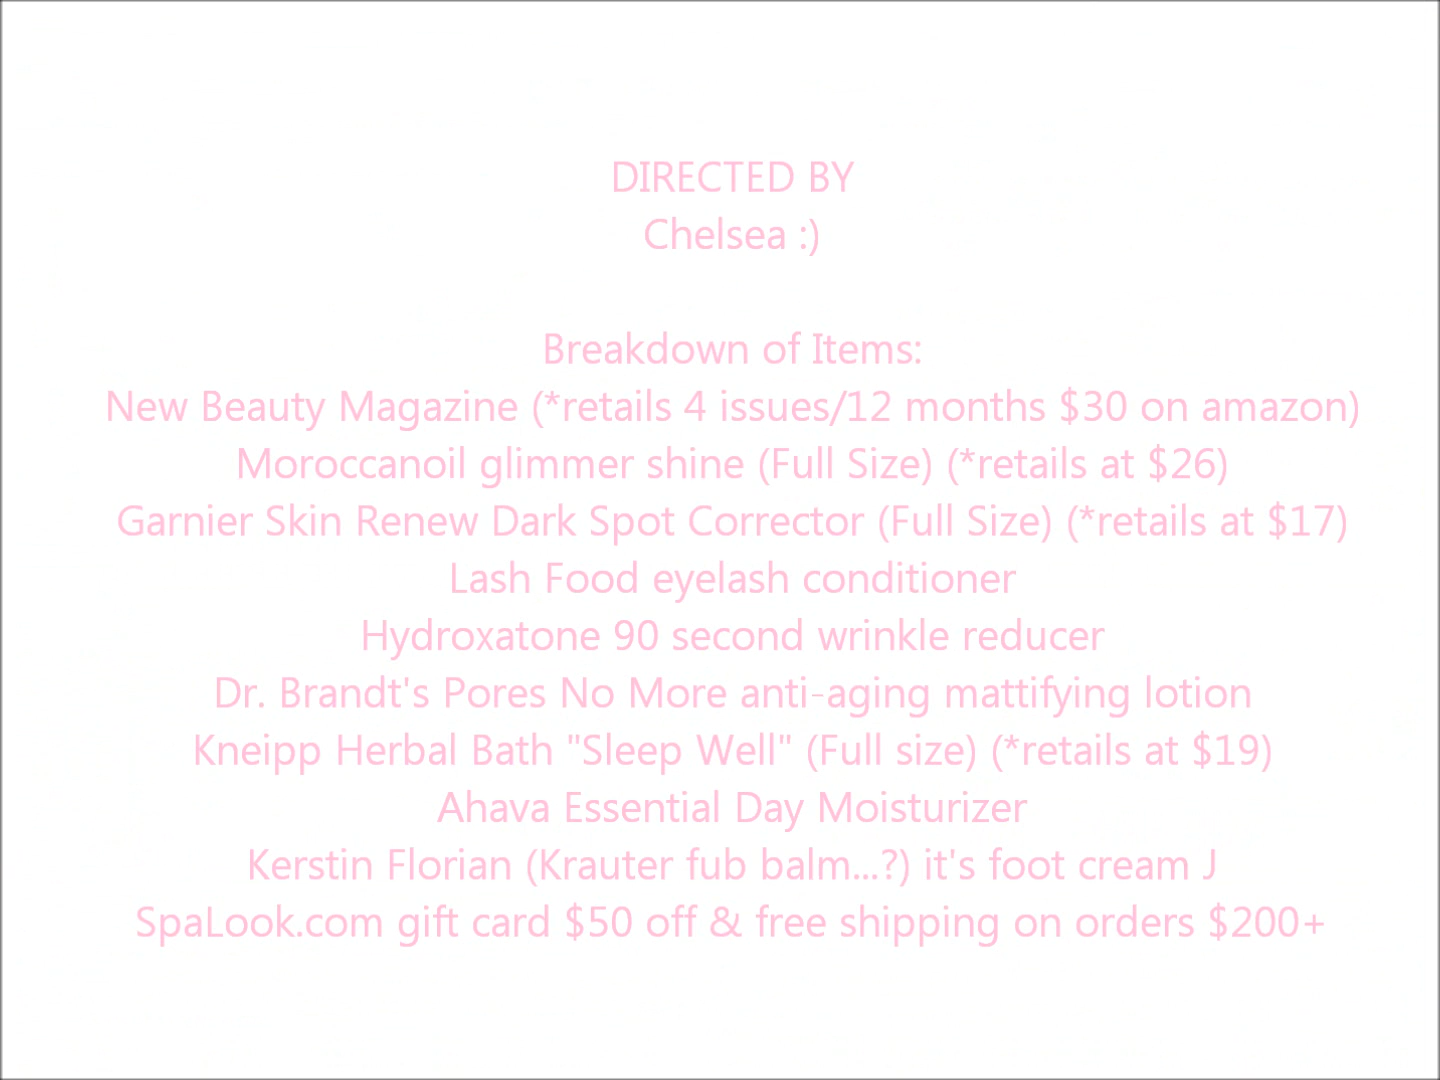 DIRECTED BY
Chelsea :)
Breakdown of Items:
New Beauty Magazine (*retails 4 issues/12 months $30 on amazon)
Moroccanoil glimmer shine (Full Size) (*retails at $26)
Garnier Skin Renew Dark Spot Corrector (Full Size) (*retails at $17)
Lash Food eyelash conditioner
Hydroxatone 90 second wrinkle reducer
Dr. Brandt's Pores No More anti-aging mattifying lotion
Kneipp Herbal Bath "Sleep Well" (Full size) (*retails at $19)
Ahava Essential Day Moisturizer
Kerstin Florian (Krauter fub balm...?) it's foot cream J
SpaLook.com gift card $50 off & free shipping on orders $200+